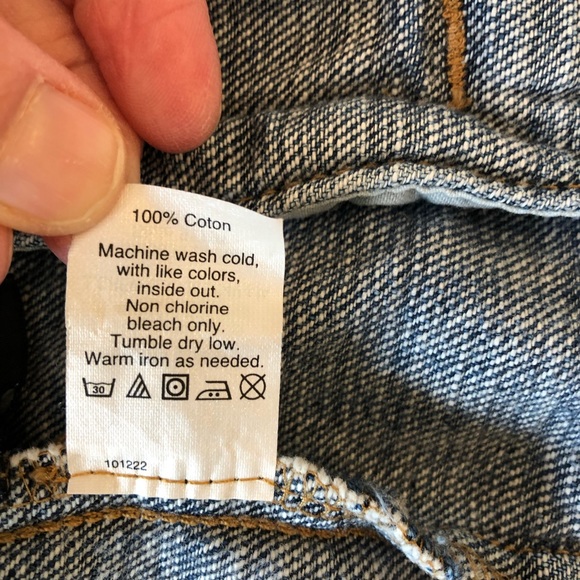 100% Coton
Machine wash cold,
with like colors,
inside out.
Non chlorine
bleach only.
Tumble dry low.
Warm iron as needed.
30
101222